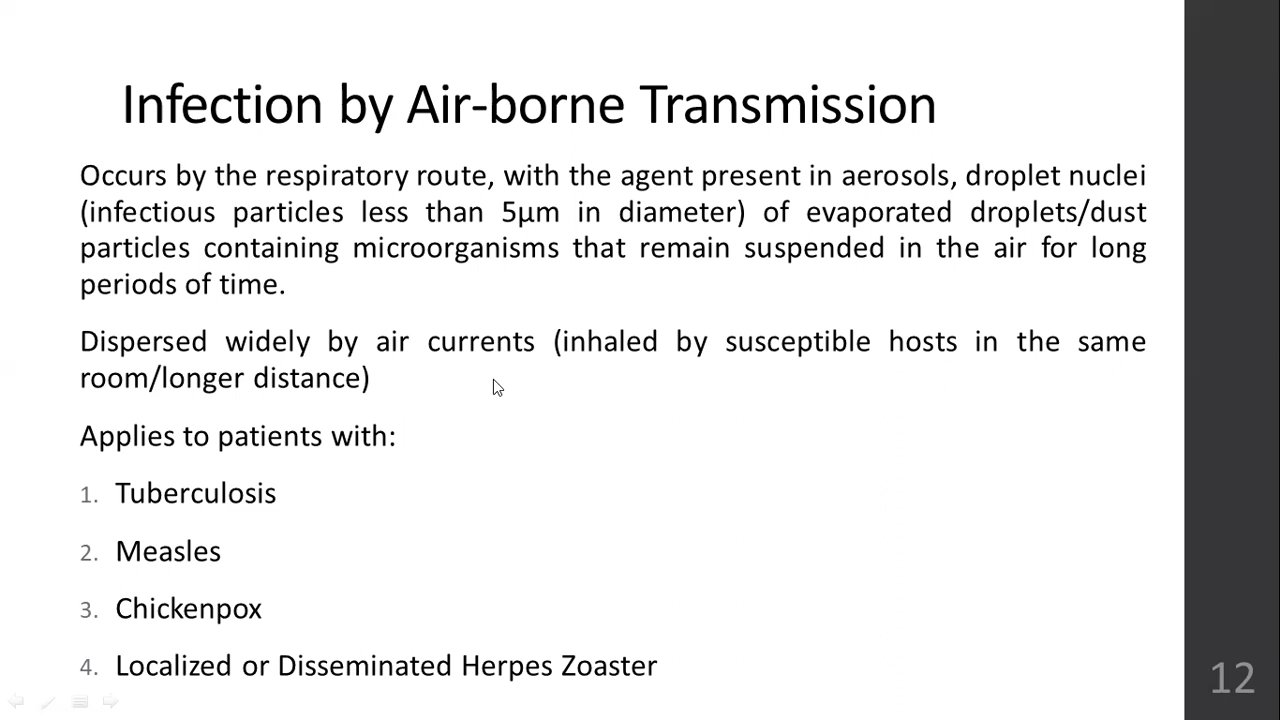 Infection by Air-borne Transmission
Occurs by the respiratory route, with the agent present in aerosols, droplet nuclei
(infectious particles less than 5µm in diameter) of evaporated droplets/dust
particles containing microorganisms that remain suspended in the air for long
periods of time.
Dispersed widely by air currents (inhaled by susceptible hosts in the same
room/longer distance)
Applies to patients with:
1. Tuberculosis
2. Measles
3. Chickenpox
4. Localized or Disseminated Herpes Zoaster
12